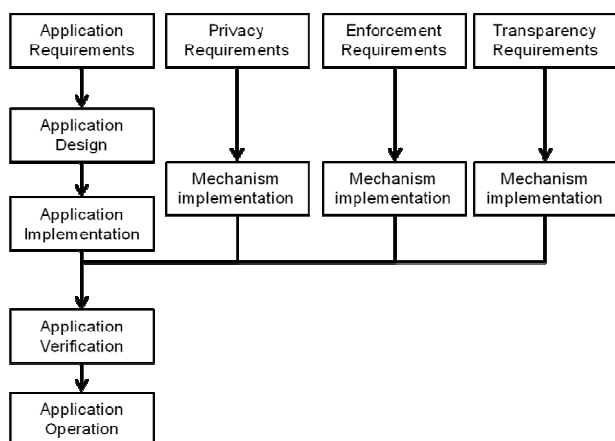 Application
Requirements
Privacy
Requirements
Enforcement
Requirements
Transparency
Requirements
Application
Design
Mechanism
implementation
Mechanism
implementation
Mechanism
implementation
Application
Implementation
Application
Verification
Application
Operation